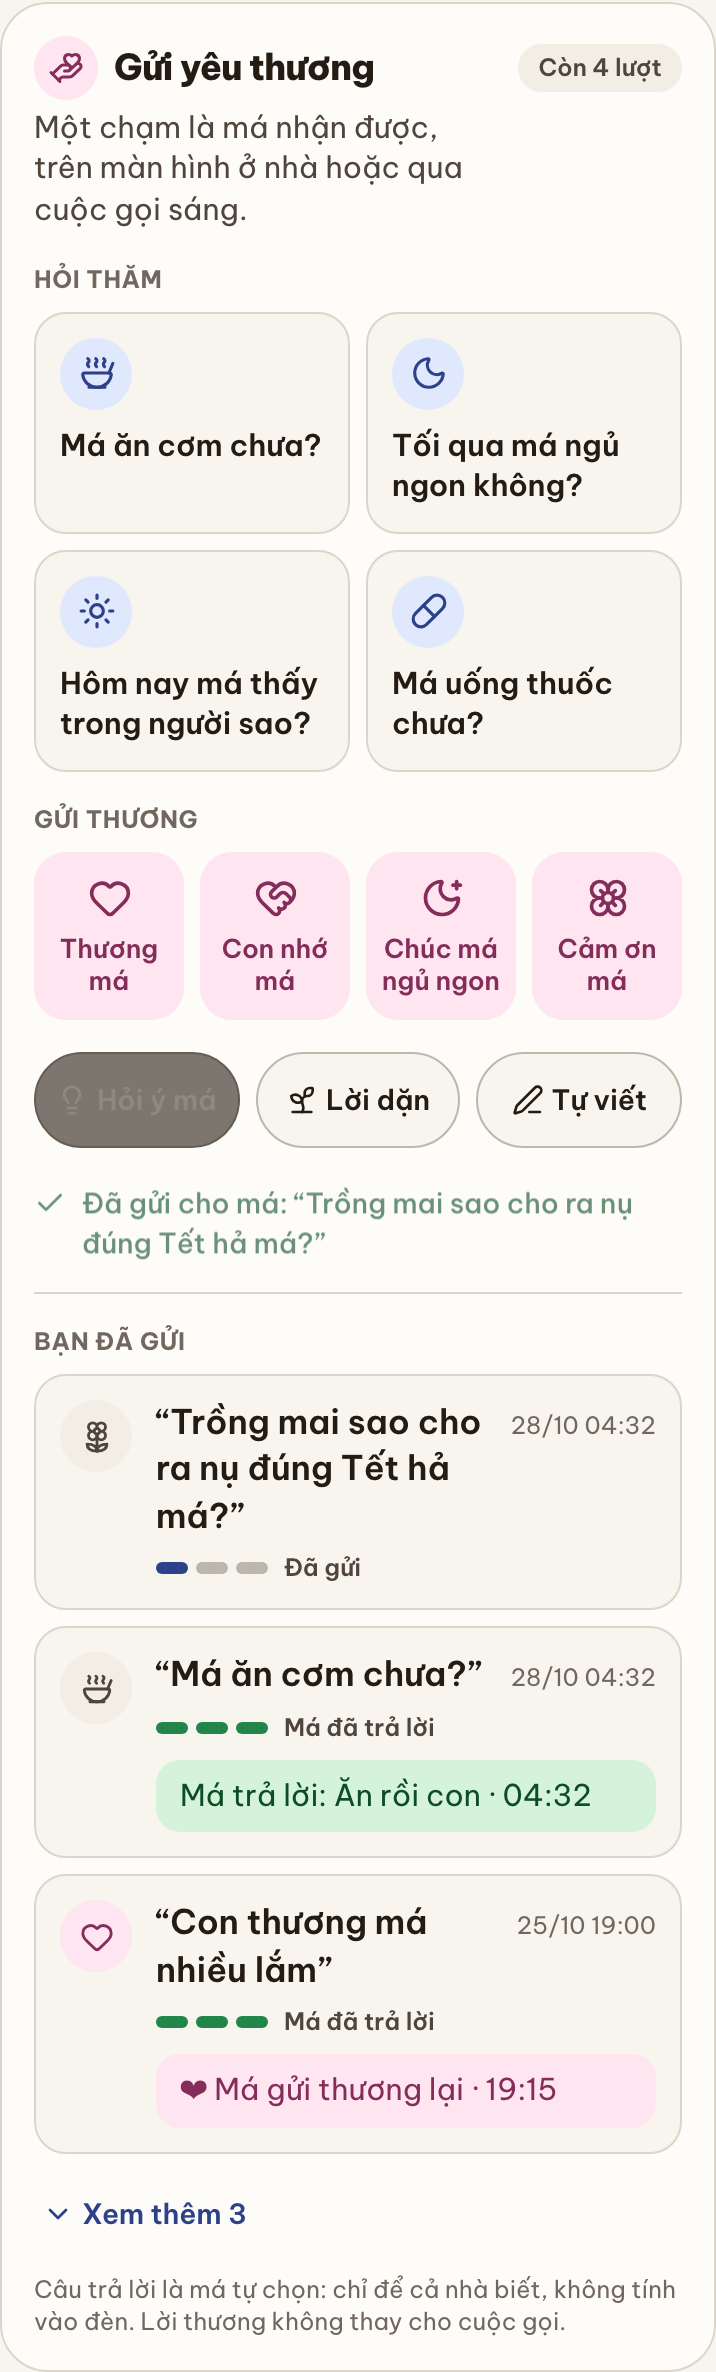 Gửi yêu thương
Còn 4 lượt
Một chạm là má nhận được,
trên màn hình ở nhà hoặc qua
cuộc gọi sáng.
HỎI THĂM
Má ăn cơm chưa?
Tối qua má ngủ
ngon không?
Hôm nay má thấy
trong người sao?
Má uống thuốc
chưa?
GỬI THƯƠNG
Thương
má
Con nhớ
má
Chúc má
ngủ ngon
Cảm ơn
má
Hỏi ý má
Lời dặn
Tự viết
Đã gửi cho má: “Trồng mai sao cho ra nụ
đúng Tết hả má?”
BẠN ĐÃ GỬI
“Trồng mai sao cho
ra nụ đúng Tết hả
má?”
28/10 04:32
Đã gửi
“Má ăn cơm chưa?”
28/10 04:32
Má đã trả lời
Má trả lời: Ăn rồi con · 04:32
“Con thương má
nhiều lắm”
25/10 19:00
Má đã trả lời
❤ Má gửi thương lại · 19:15
Xem thêm 3
Câu trả lời là má tự chọn: chỉ để cả nhà biết, không tính
vào đèn. Lời thương không thay cho cuộc gọi.